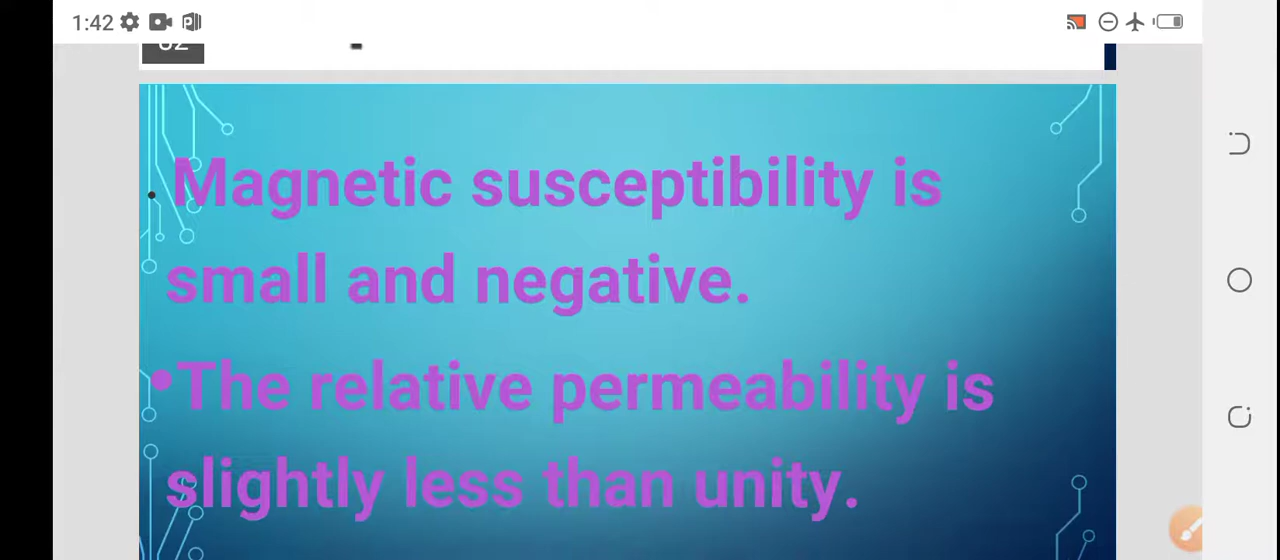 1:42
Magnetic susceptibility is
small and negative.
•The relative permeability is
slightly less than unity.